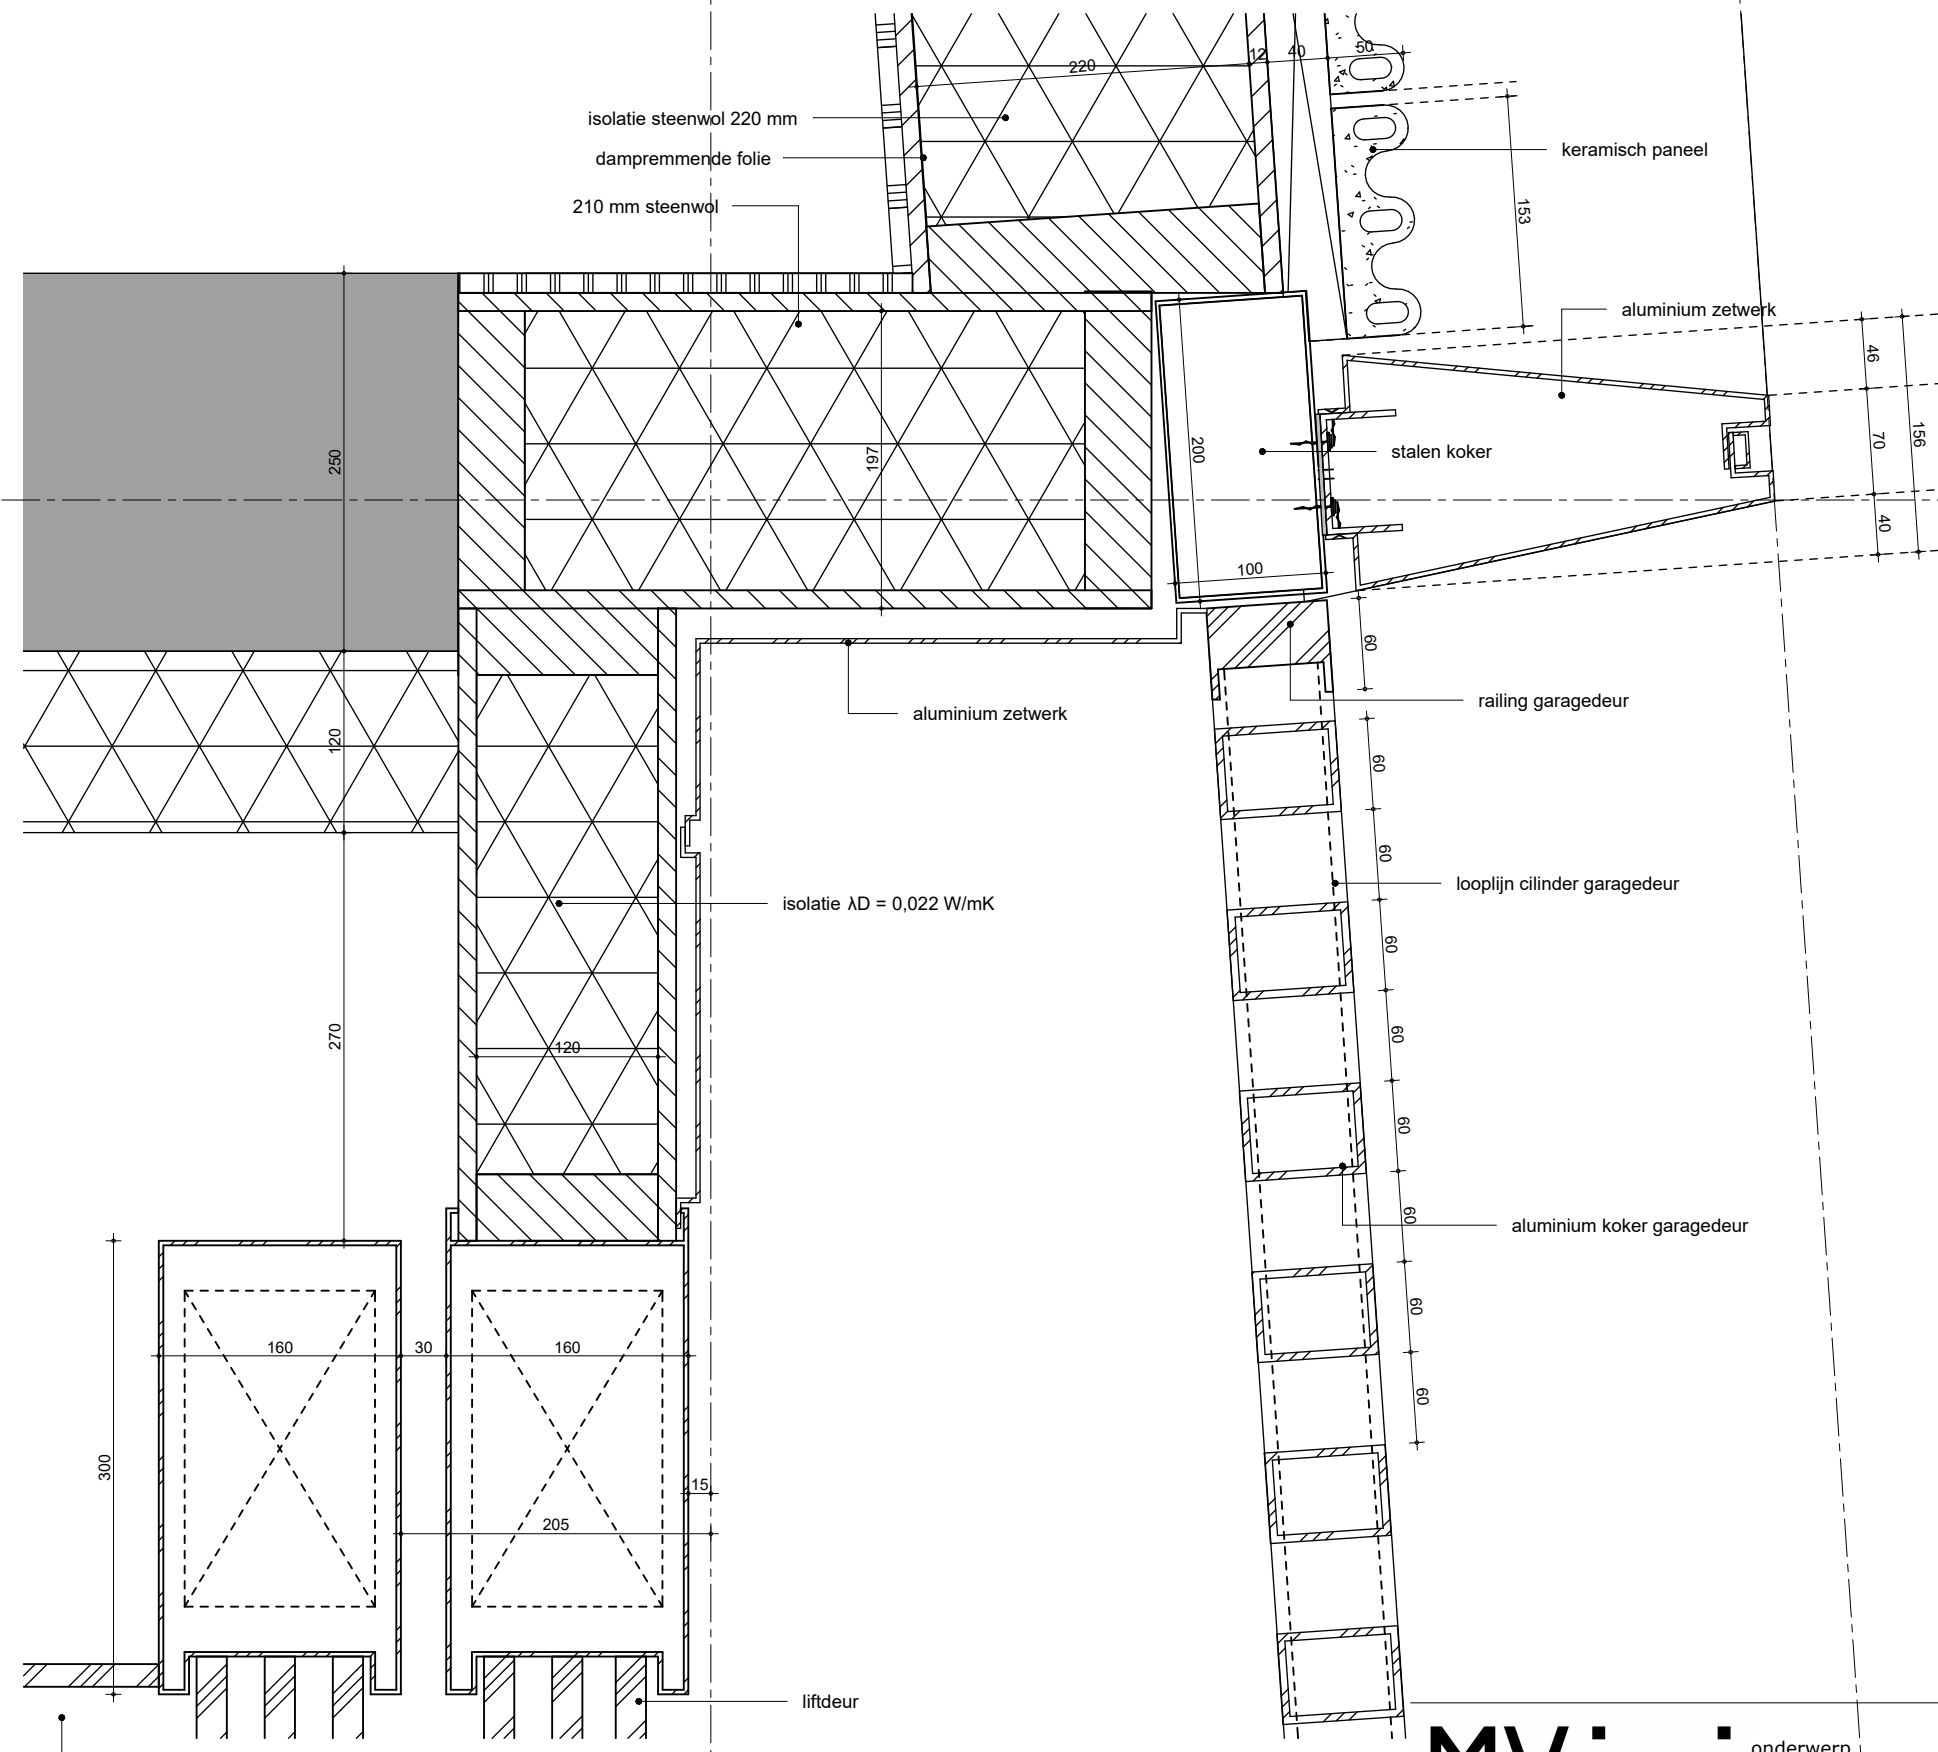 220
12
40
50
isolatie steenwol 220 mm
dampremmende folie
keramisch paneel
210 mm steenwol
153
aluminium zetwerk
46
250
197
200
stalen koker
70
156
40
100
60
railing garagedeur
aluminium zetwerk
120
60
60
looplijn cilinder garagedeur
isolatie λD = 0,022 W/mK
60
270
120
60
60
60
aluminium koker garagedeur
60
160
30
160
60
300
15
205
liftdeur
onderwerp